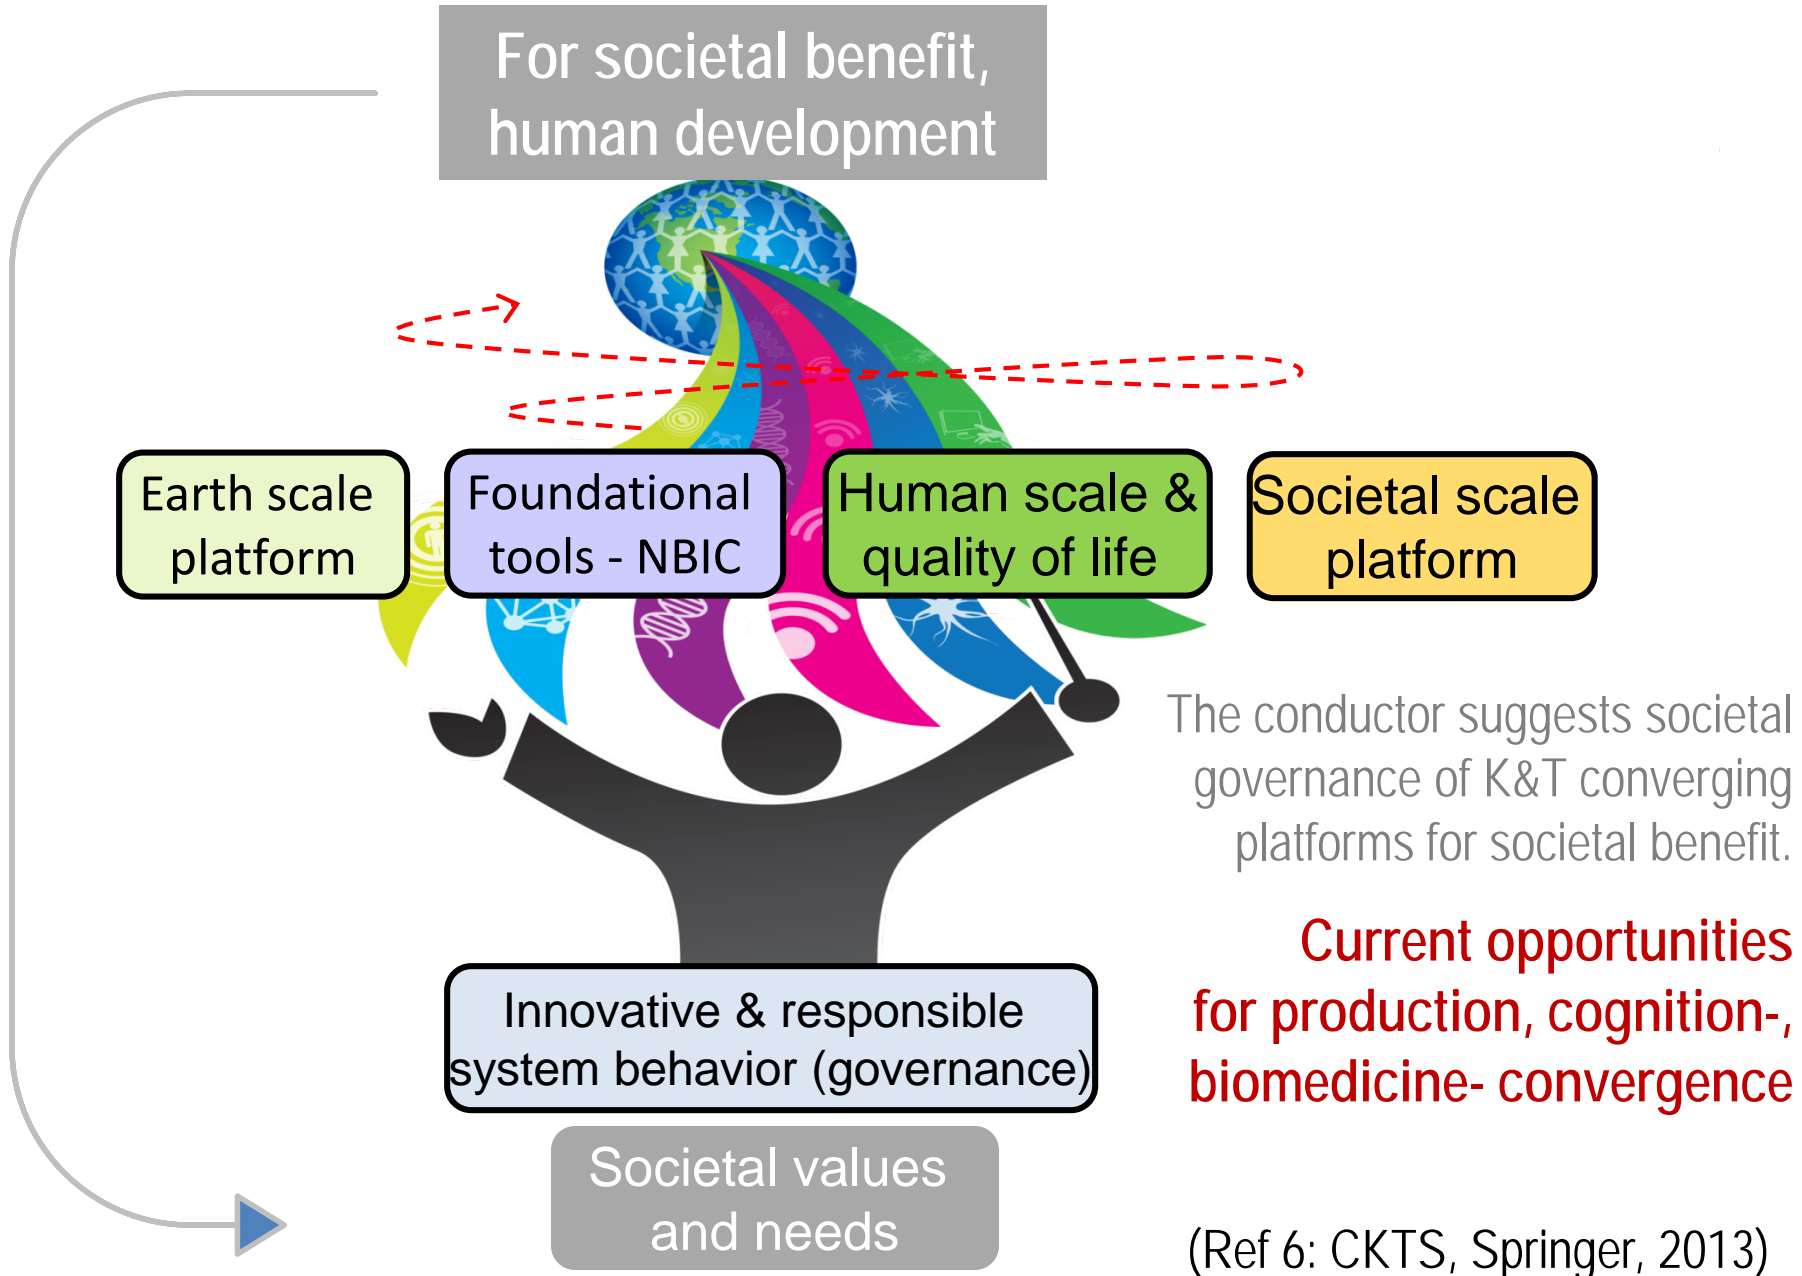 For societal benefit,
human development
Earth scale
platform
Foundational
tools - NBIC
Human scale &
quality of life
Societal scale
platform
The conductor suggests societal
governance of K&T converging
platforms for societal benefit.
Current opportunities
for production, cognition-,
biomedicine- convergence
Innovative & responsible
system behavior (governance)
Societal values
and needs
(Ref 6: CKTS, Springer, 2013)